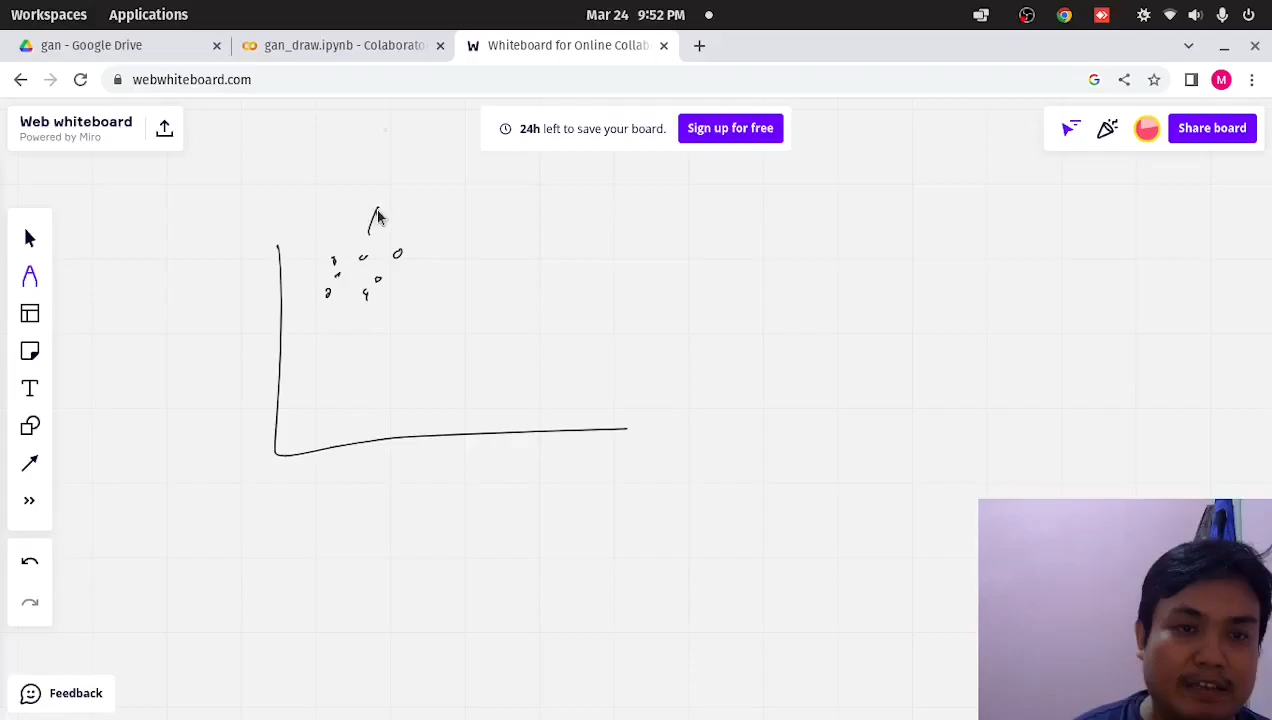 Workspaces Applications Mar 24 9:52 PM
gan - Google Drive gan_draw.ipynb - Colaborato Whiteboard for Online Collab
webwhiteboard.com M
Web whiteboard
Powered by Miro
24h left to save your board. Sign up for free
Share board
T
Feedback